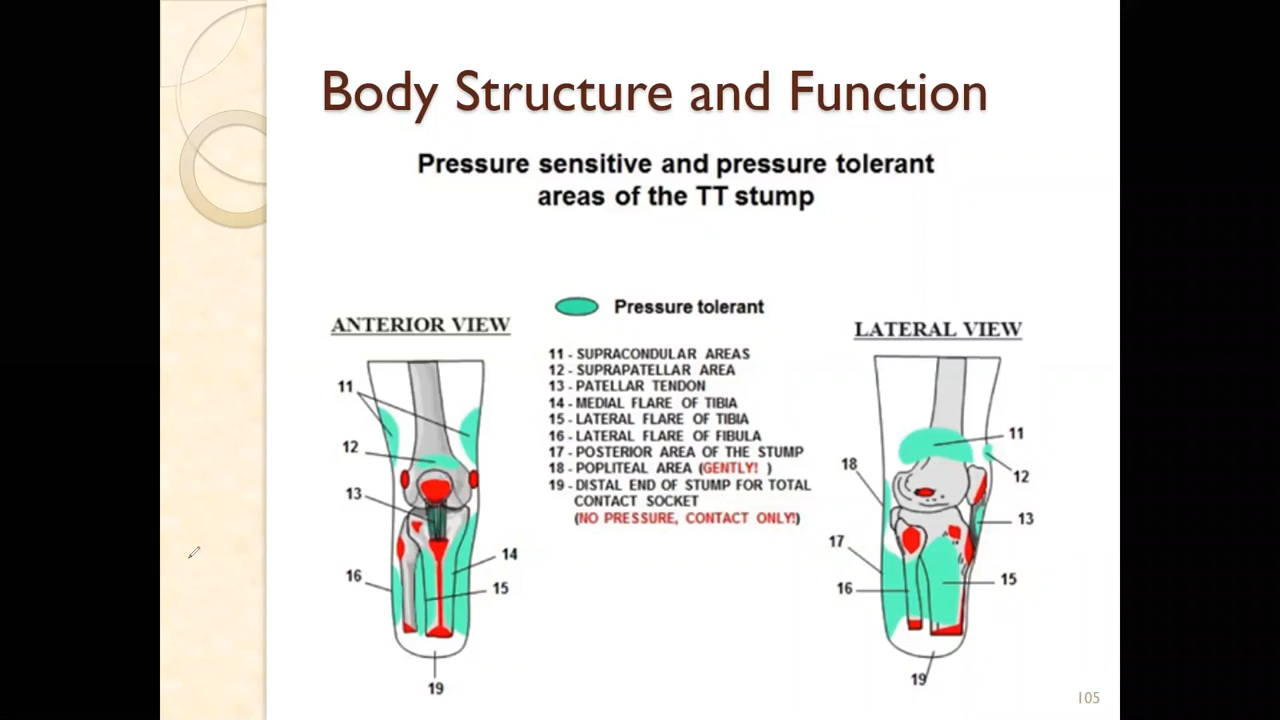 Body Structure and Function
Pressure sensitive and pressure tolerant
areas of the TT stump
Pressure tolerant
ANTERIOR VIEW
11
12
13
14
15
16
19
11 - SUPRACONDULAR AREAS
12 - SUPRAPATELLAR AREA
13 - PATELLAR TENDON
14 - MEDIAL FLARE OF TIBIA
15 - LATERAL FLARE OF TIBIA
16 - LATERAL FLARE OF FIBULA
17 - POSTERIOR AREA OF THE STUMP
18 - POPLITEAL AREA (GENTLY! )
19 - DISTAL END OF STUMP FOR TOTAL
CONTACT SOCKET
(NO PRESSURE, CONTACT ONLY!)
LATERAL VIEW
11
18
12
13
17
15
16
19
105